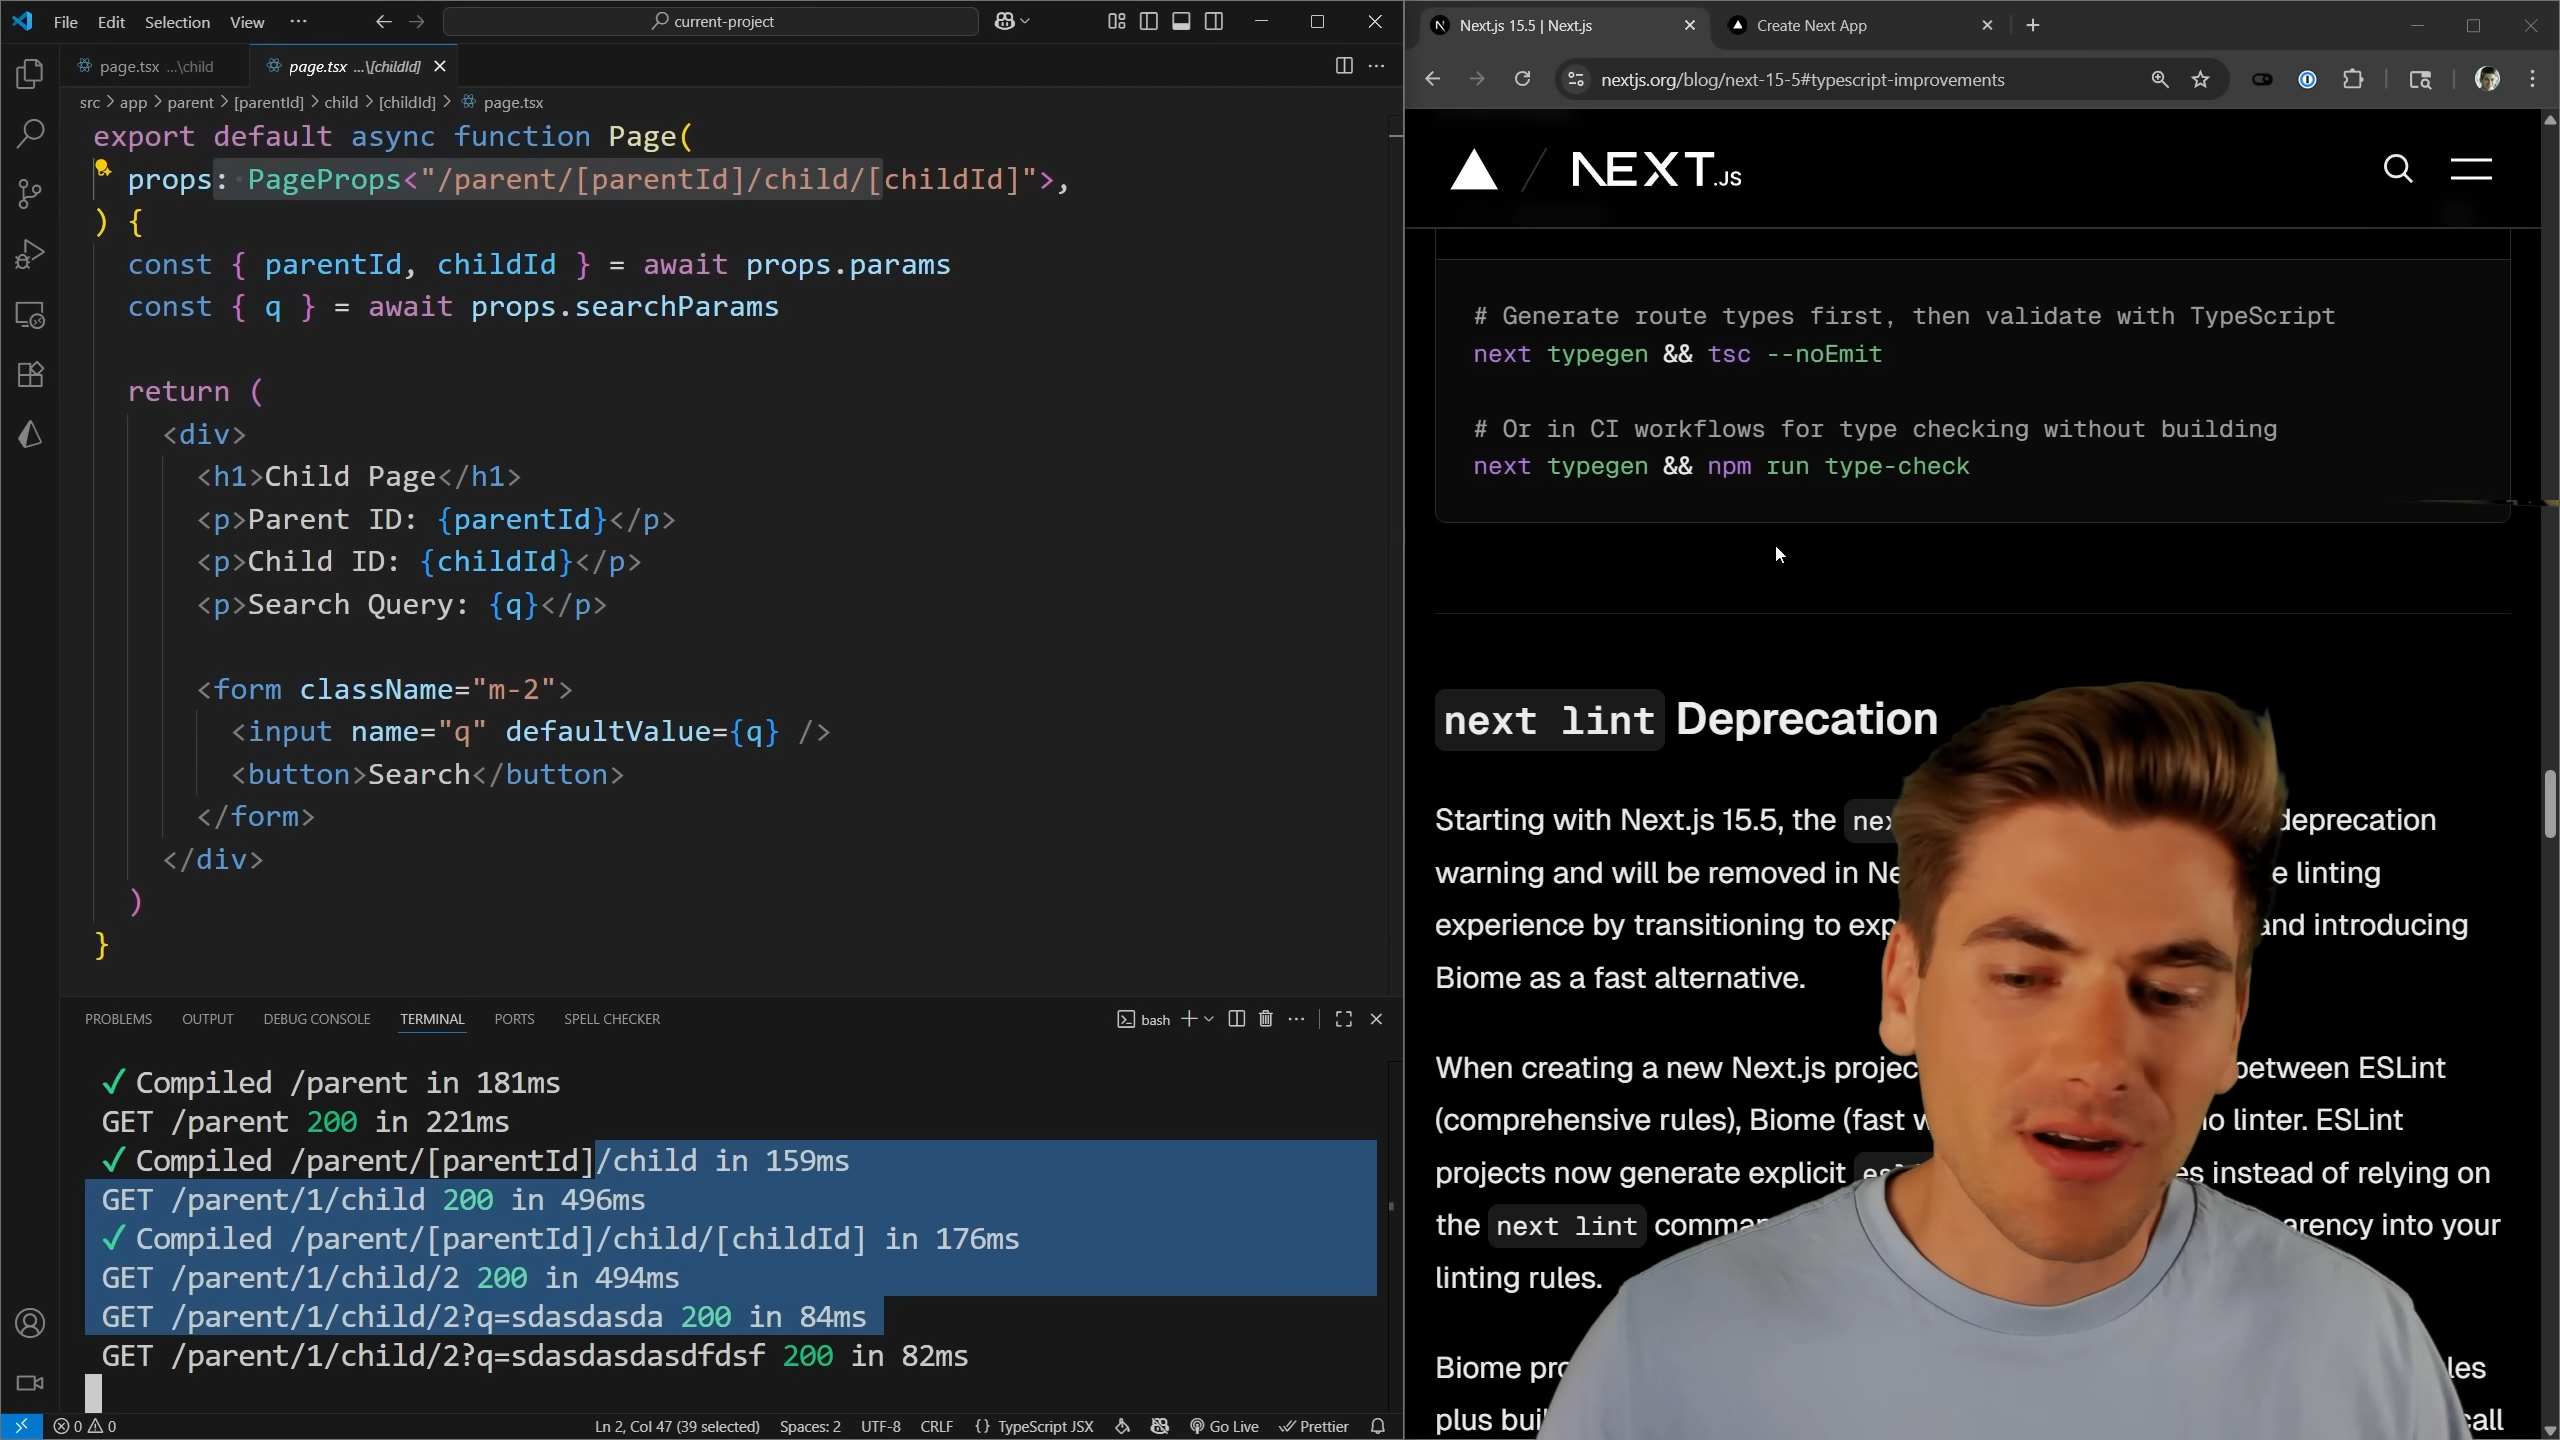 File Edit Selection View ··· current-project
page.tsx ...\child page.tsx ...\[childId]
src > app > parent > [parentId] > child > [childId] > page.tsx
export default async function Page(
props: PageProps<"/parent/[parentId]/child/[childId]">,
) {
const { parentId, childId } = await props.params
const { q } = await props.searchParams
return (
<div>
<h1>Child Page</h1>
<p>Parent ID: {parentId}</p>
<p>Child ID: {childId}</p>
<p>Search Query: {q}</p>
<form className="m-2">
<input name="q" defaultValue={q} />
<button>Search</button>
</form>
</div>
)
}
PROBLEMS OUTPUT DEBUG CONSOLE TERMINAL PORTS SPELL CHECKER bash
✓ Compiled /parent in 181ms
GET /parent 200 in 221ms
✓ Compiled /parent/[parentId]/child in 159ms
GET /parent/1/child 200 in 496ms
✓ Compiled /parent/[parentId]/child/[childId] in 176ms
GET /parent/1/child/2 200 in 494ms
GET /parent/1/child/2?q=sdasdasda 200 in 84ms
GET /parent/1/child/2?q=sdasdasdasdfdsf 200 in 82ms
0 0 Ln 2, Col 47 (39 selected) Spaces: 2 UTF-8 CRLF {} TypeScript JSX Go Live Prettier
Next.js 15.5 | Next.js Create Next App
nextjs.org/blog/next-15-5#typescript-improvements
NEXT.JS
# Generate route types first, then validate with TypeScript
next typegen && tsc --noEmit
# Or in CI workflows for type checking without building
next typegen && npm run type-check
next lint Deprecation
Starting with Next.js 15.5, the deprecation
warning and will be removed in linting
experience by transitioning to and introducing
Biome as a fast alternative.
When creating a new Next.js between ESLint
(comprehensive rules), Biome (fast linter. ESLint
projects now generate explicit instead of relying on
the next lint into your
linting rules.
Biome
plus